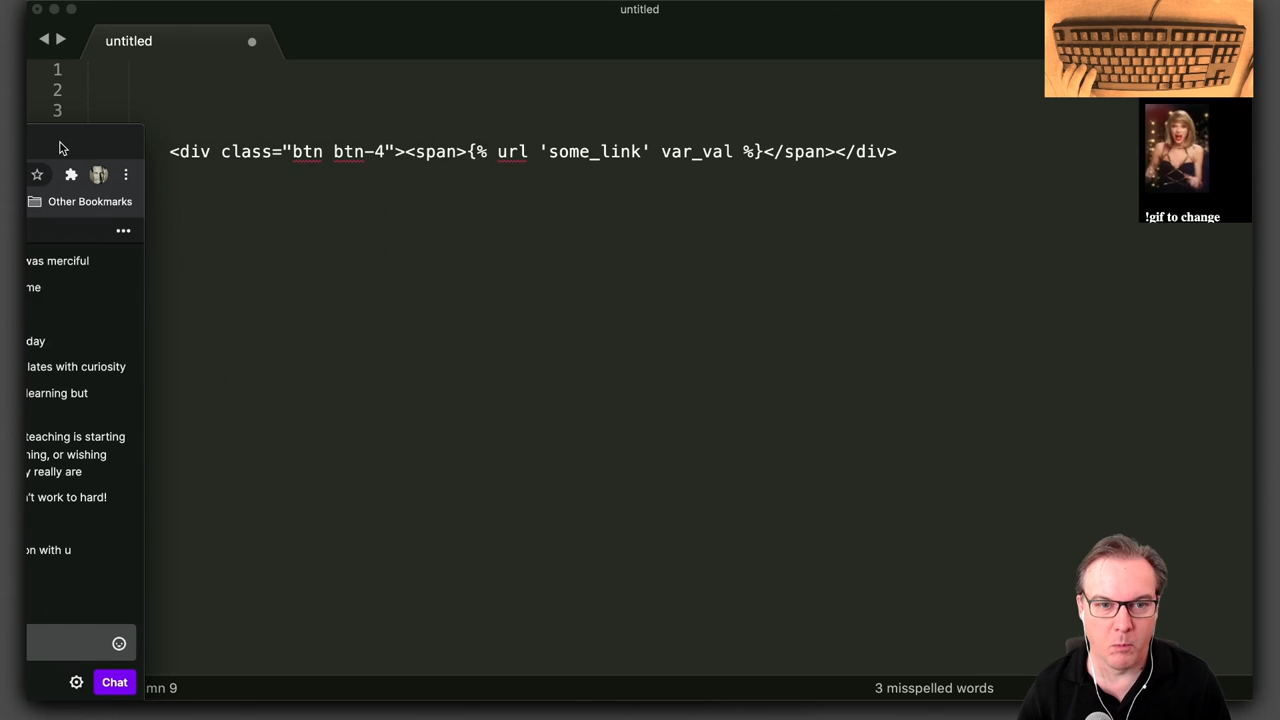 untitled
untitled
1
2
3
<div class="btn btn-4"><span>{% url 'some_link' var_val %}</span></div>
!gif to change
Other Bookmarks
was merciful
me
day
lates with curiosity
learning but
teaching is starting
ning, or wishing
y really are
't work to hard!
on with u
Chat
mn 9
3 misspelled words